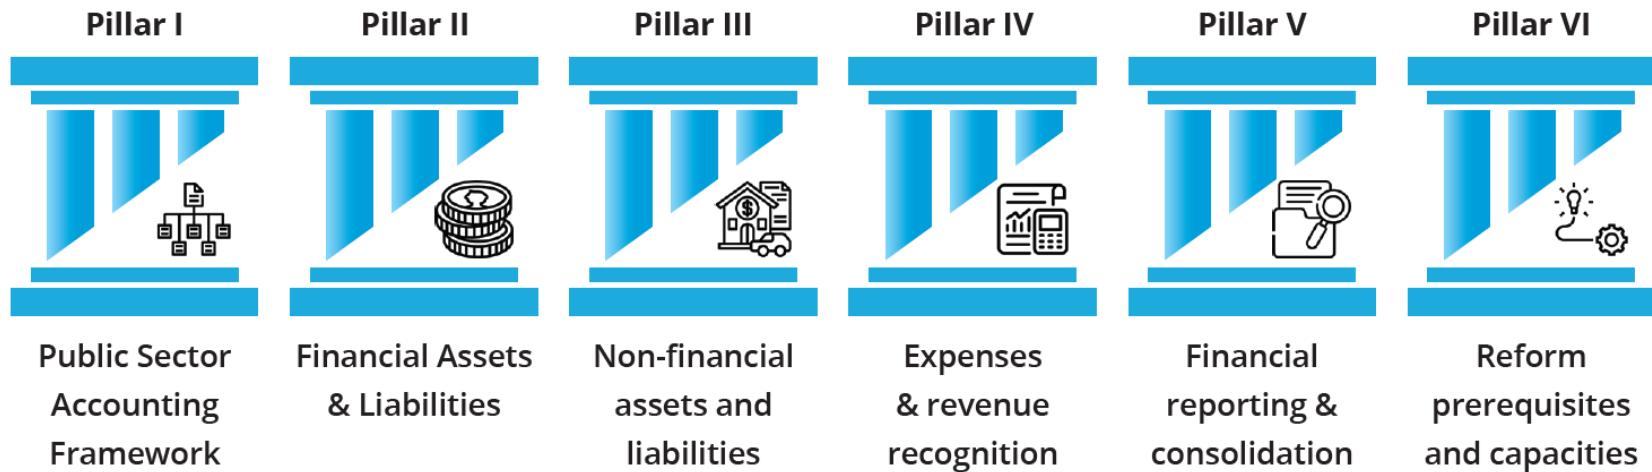 Pillar I
Pillar II
Pillar III
Pillar IV
Pillar V
Pillar VI
$
Public Sector
Accounting
Framework
Financial Assets
& Liabilities
Non-financial
assets and
liabilities
Expenses
& revenue
recognition
Financial
reporting &
consolidation
Reform
prerequisites
and capacities